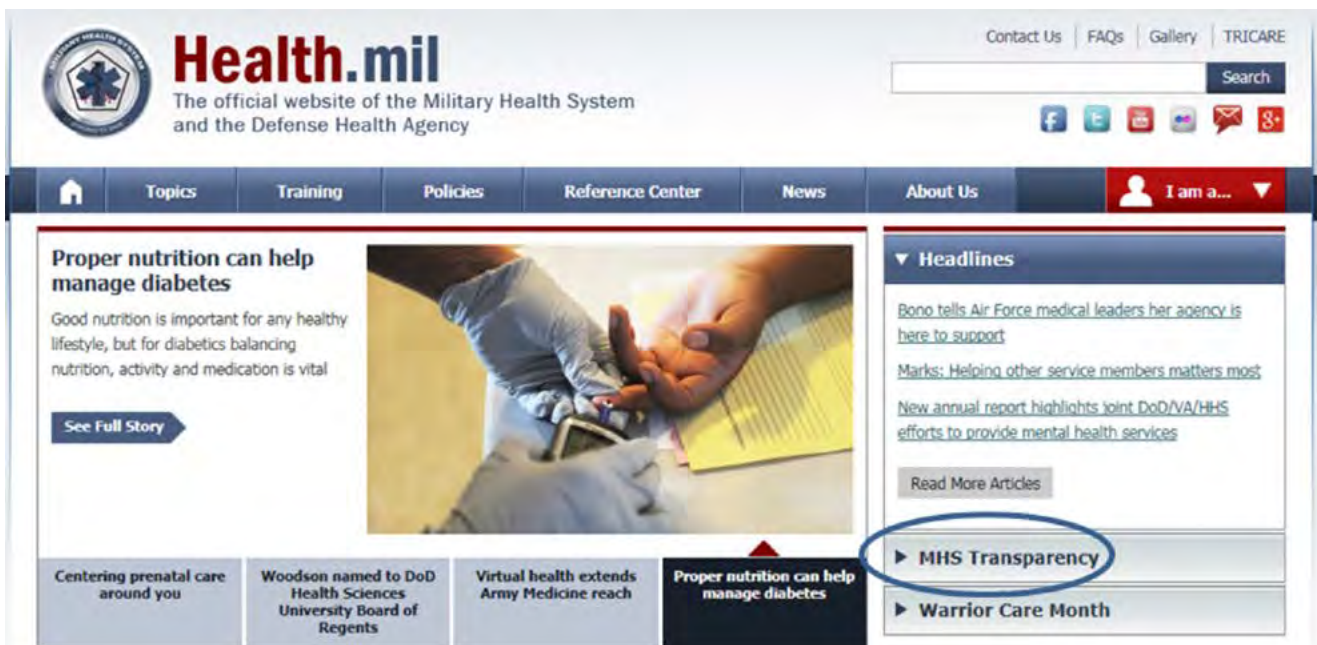 Contact Us | FAQs | Gallery | TRICARE
Health.mil
The official website of the Military Health System
and the Defense Health Agency
Search
Topics
Training
Policies
Reference Center
News
About Us
I am a...
Proper nutrition can help
manage diabetes
Good nutrition is important for any healthy
lifestyle, but for diabetics balancing
nutrition, activity and medication is vital
See Full Story
Centering prenatal care
around you
Woodson named to DoD
Health Sciences
University Board of
Regents
Virtual health extends
Army Medicine reach
Proper nutrition can help
manage diabetes
Headlines
Bono tells Air Force medical leaders her agency is
here to support
Marks: Helping other service members matters most
New annual report highlights joint DoD/VA/HHS
efforts to provide mental health services
Read More Articles
MHS Transparency
Warrior Care Month